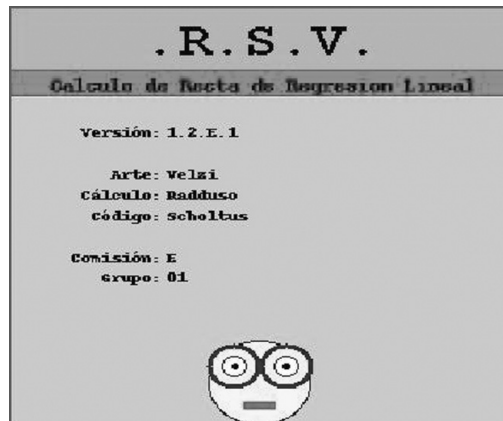 .R.S.V.
Calculo de Recta de Regresion Lineal
Versión: 1.2.E.1
Arte: Velzi
Cálculo: Radduso
Código: Scholtus
Comisión: E
Grupo: 01